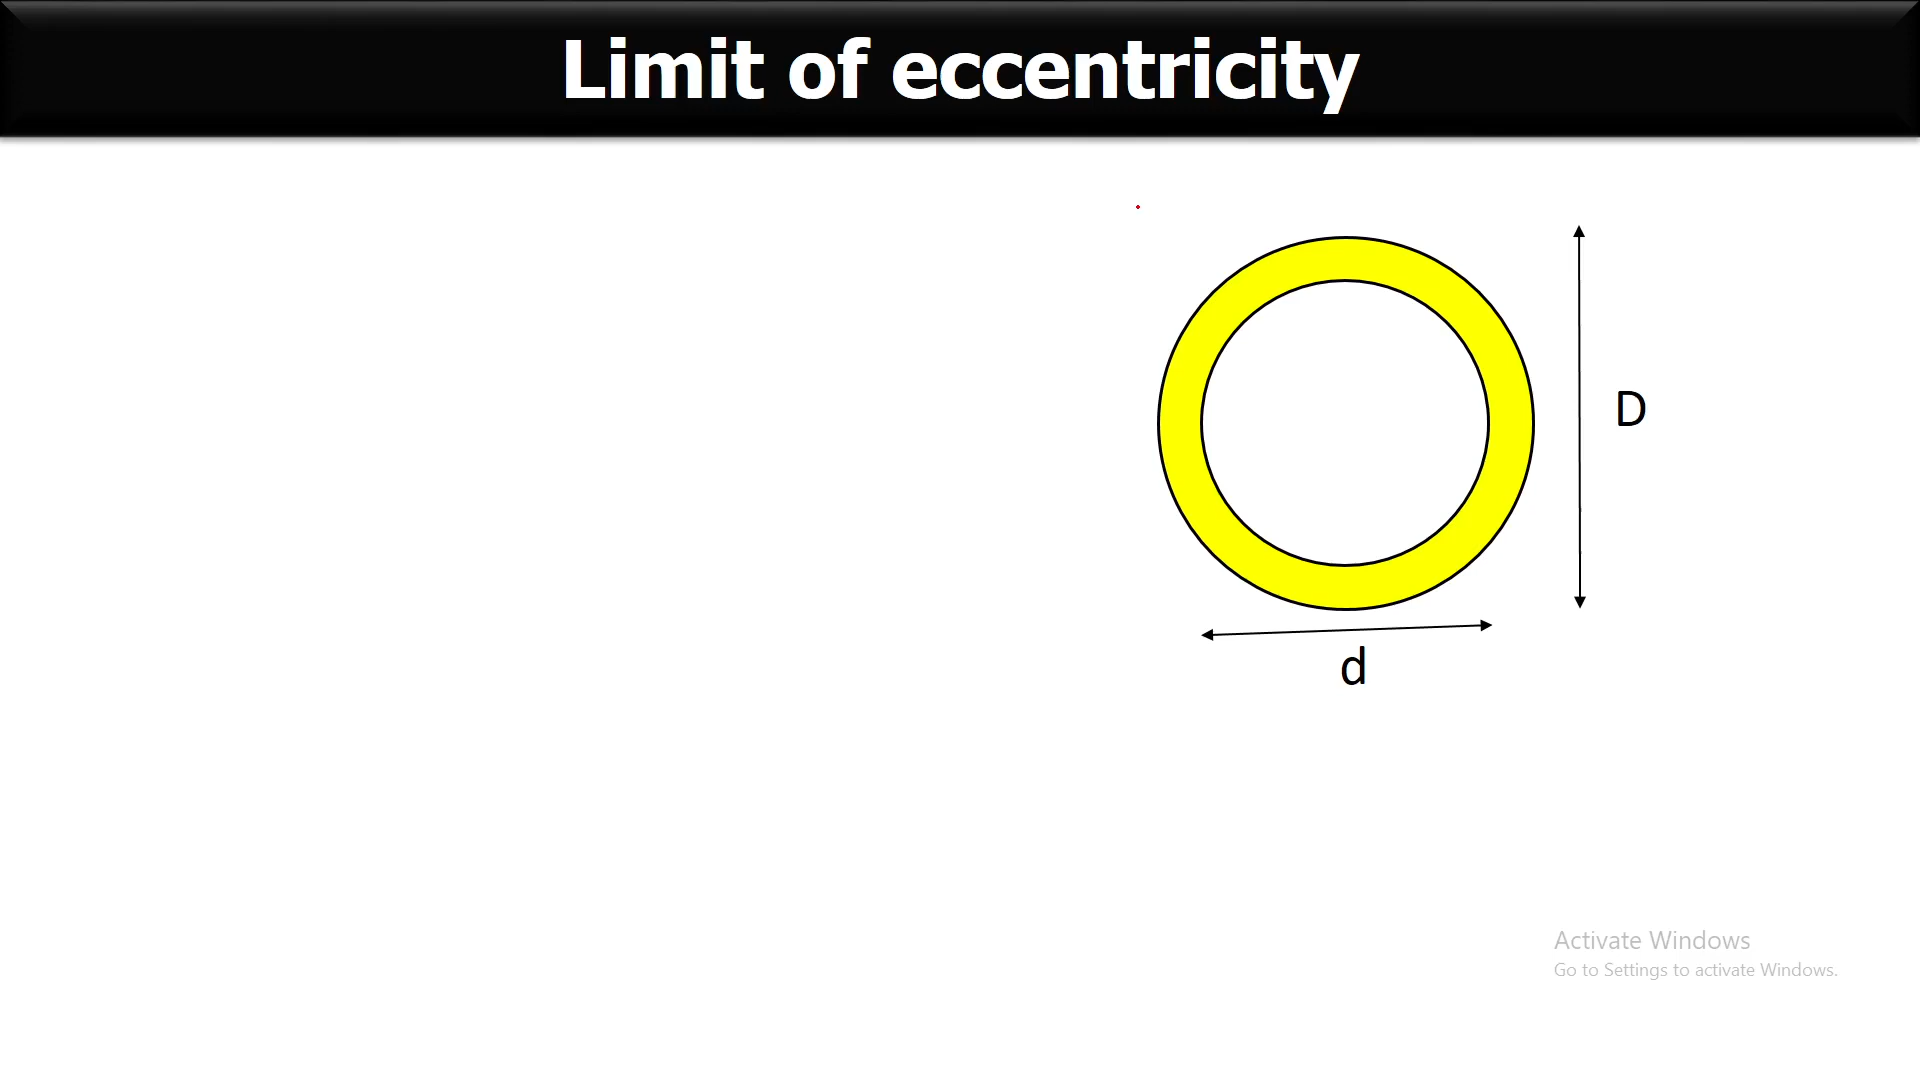 Limit of eccentricity
D
d
Activate Windows
Go to Settings to activate Windows.